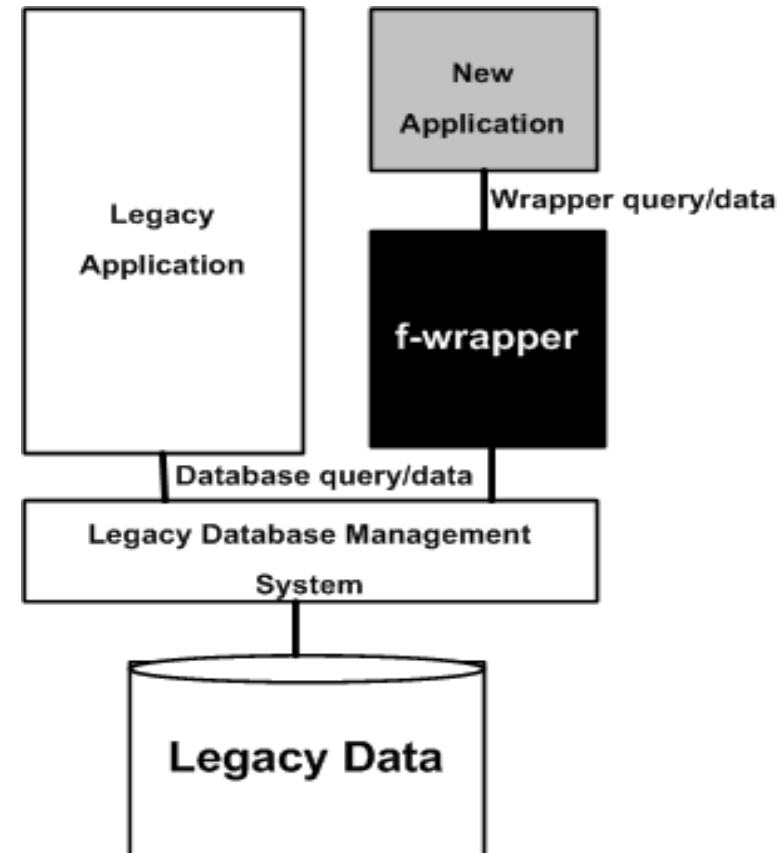 Legacy
Application
New
Application
Wrapper query/data
f-wrapper
Database query/data
Legacy Database Management
System
Legacy Data